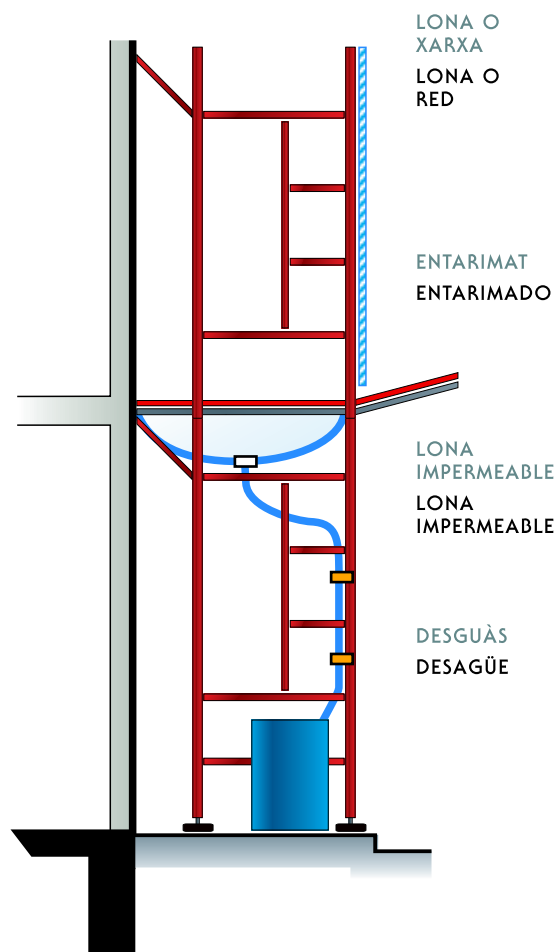 LONA O
XARXA
LONA O
RED
ENTARIMAT
ENTARIMADO
LONA
IMPERMEABLE
LONA
IMPERMEABLE
DESGUÀS
DESAGÜE